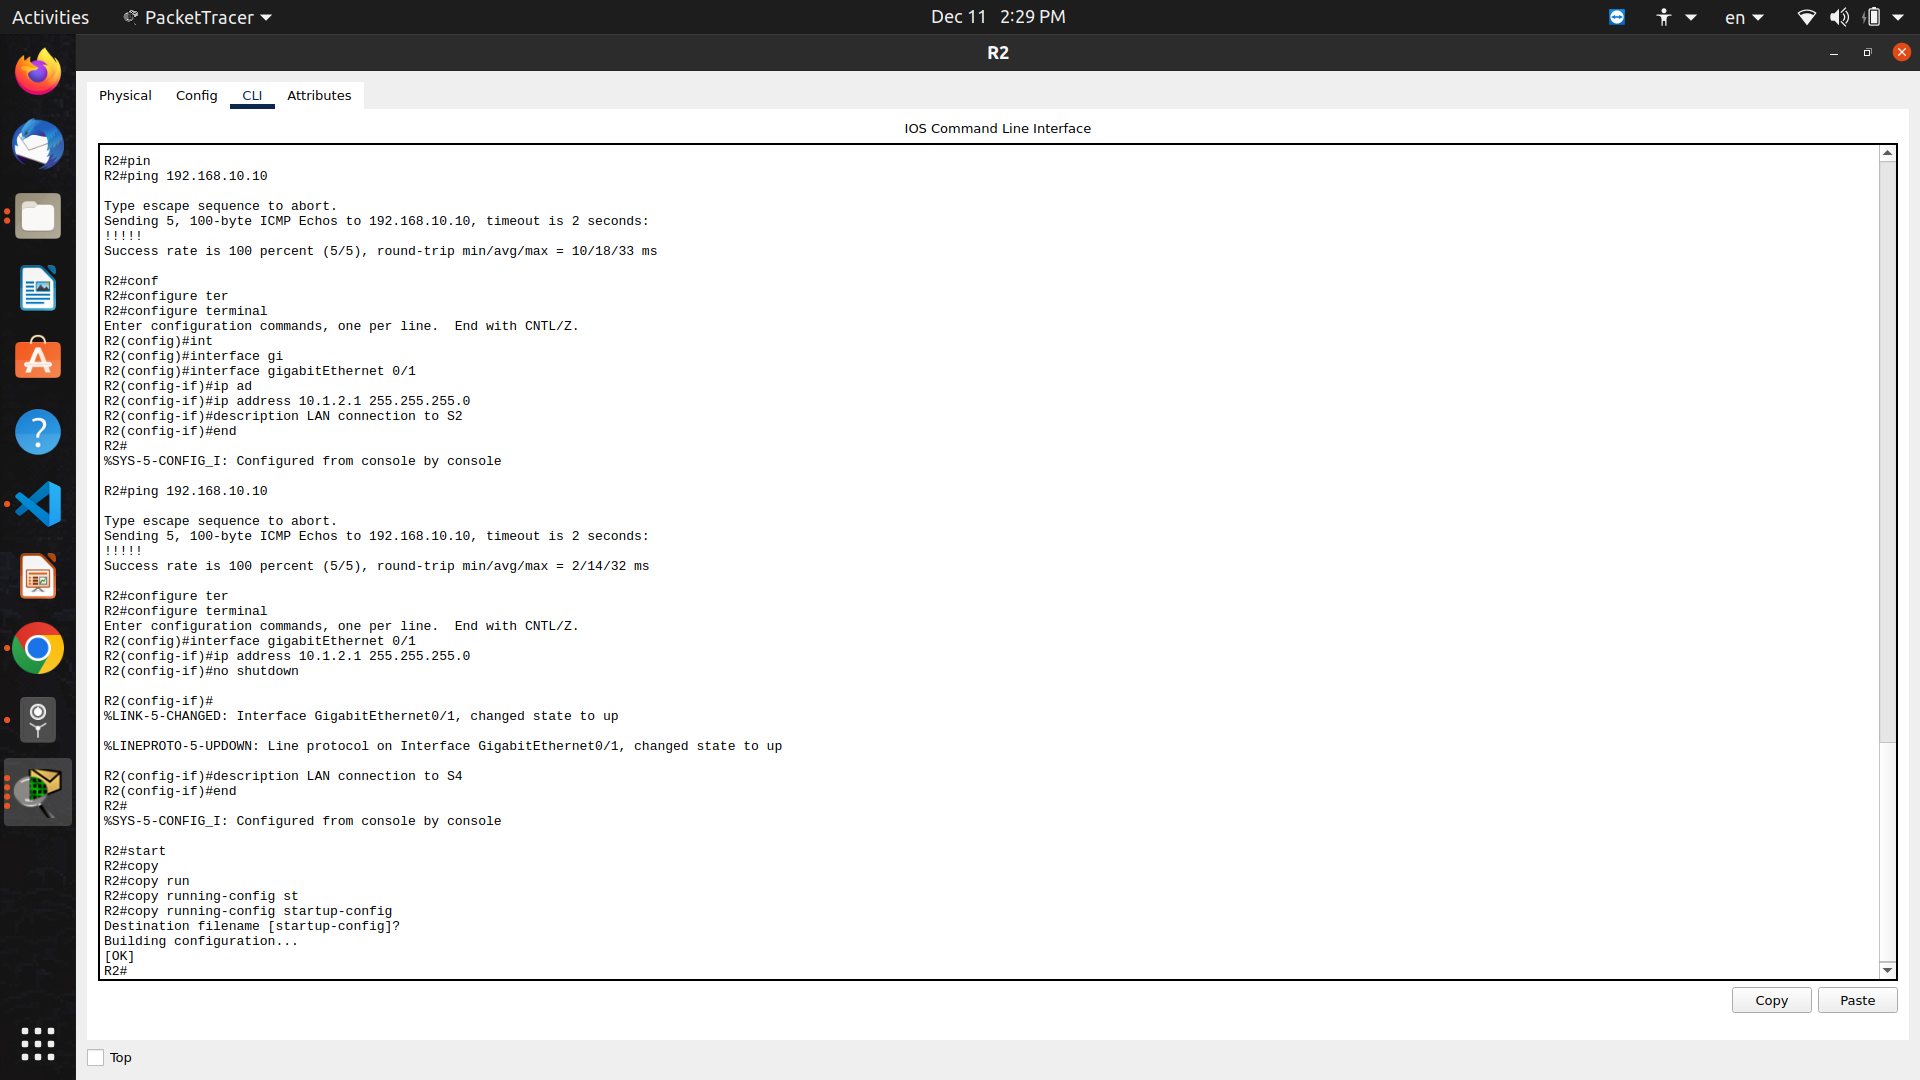 Activities
PacketTracer
Dec 11 2:29 PM
en
R2
Physical
Config
CLI
Attributes
IOS Command Line Interface
R2#pin
R2#ping 192.168.10.10
Type escape sequence to abort.
Sending 5, 100-byte ICMP Echos to 192.168.10.10, timeout is 2 seconds:
!!!!!
Success rate is 100 percent (5/5), round-trip min/avg/max = 10/18/33 ms
R2#conf
R2#configure ter
R2#configure terminal
Enter configuration commands, one per line.  End with CNTL/Z.
R2(config)#int
R2(config)#interface gi
R2(config)#interface gigabitEthernet 0/1
R2(config-if)#ip ad
R2(config-if)#ip address 10.1.2.1 255.255.255.0
R2(config-if)#description LAN connection to S2
R2(config-if)#end
R2#
%SYS-5-CONFIG_I: Configured from console by console
R2#ping 192.168.10.10
Type escape sequence to abort.
Sending 5, 100-byte ICMP Echos to 192.168.10.10, timeout is 2 seconds:
!!!!!
Success rate is 100 percent (5/5), round-trip min/avg/max = 2/14/32 ms
R2#configure ter
R2#configure terminal
Enter configuration commands, one per line.  End with CNTL/Z.
R2(config)#interface gigabitEthernet 0/1
R2(config-if)#ip address 10.1.2.1 255.255.255.0
R2(config-if)#no shutdown
R2(config-if)#
%LINK-5-CHANGED: Interface GigabitEthernet0/1, changed state to up
%LINEPROTO-5-UPDOWN: Line protocol on Interface GigabitEthernet0/1, changed state to up
R2(config-if)#description LAN connection to S4
R2(config-if)#end
R2#
%SYS-5-CONFIG_I: Configured from console by console
R2#start
R2#copy
R2#copy run
R2#copy running-config st
R2#copy running-config startup-config
Destination filename [startup-config]?
Building configuration...
[OK]
R2#
Copy
Paste
Top